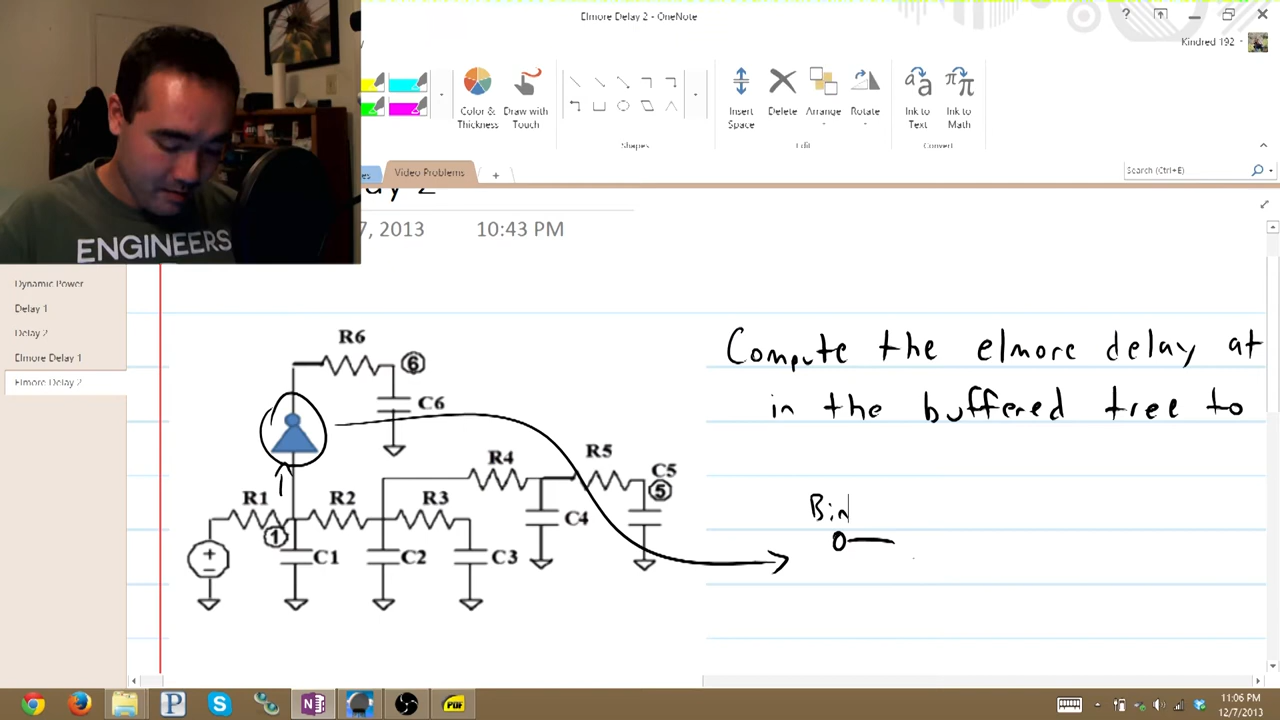 Elmore Delay 2 - OneNote
Kindred 192
Color & Thickness
Draw with Touch
Insert Space
Delete
Arrange
Rotate
Ink to Text
Ink to Math
Shapes
Edit
Convert
es
Video Problems
Search (Ctrl+E)
ay 2
7, 2013
10:43 PM
ENGINEERS
Dynamic Power
Delay 1
Delay 2
Elmore Delay 1
Elmore Delay 2
R6
6
C6
R4
R5
C5
5
R1
R2
R3
1
C1
C2
C3
C4
Compute the elmore delay at
in the buffered tree to
Bin
11:06 PM
12/7/2013
PDF